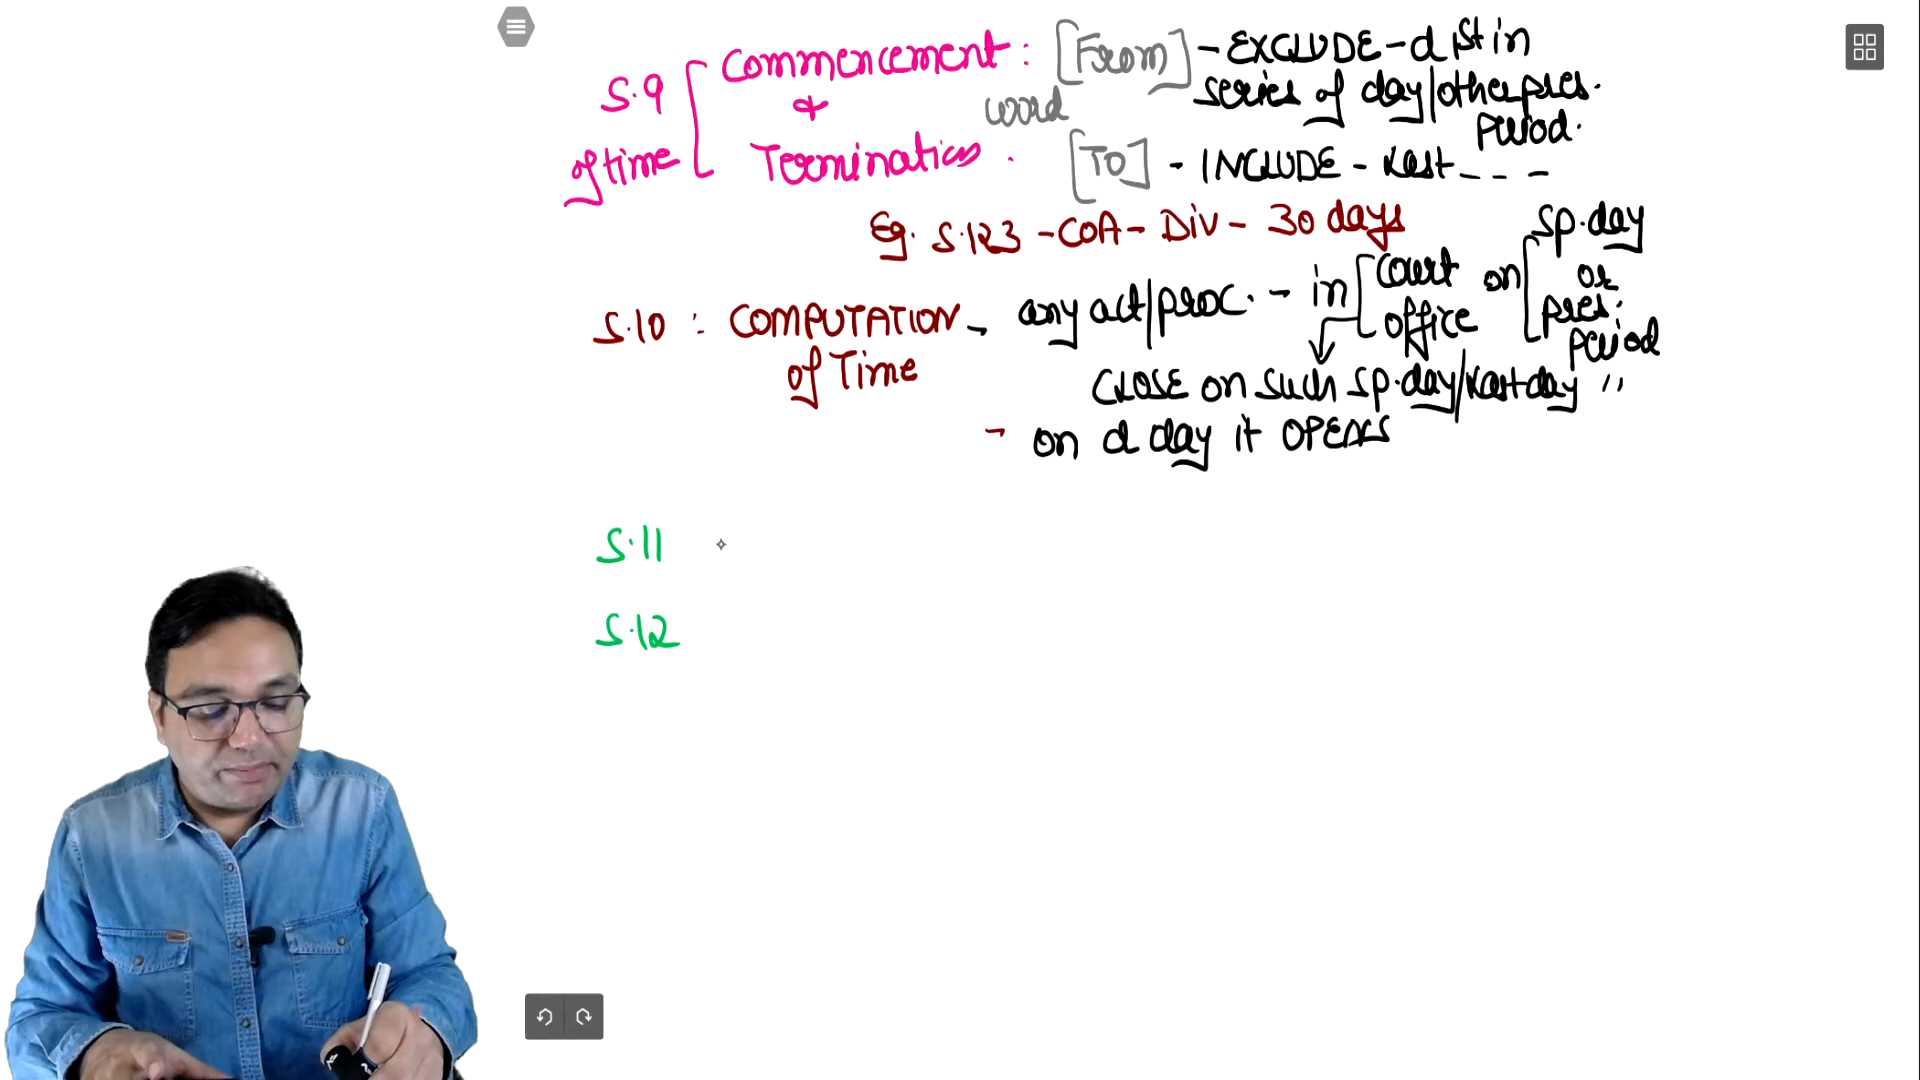 S.9 of time
Commencement : [From] - EXCLUDE - d 1st in
& word series of day/other pres. period.
Termination . [TO] - INCLUDE - Last - - -
Eg. S.123 - COA - Div - 30 days
S.10 : COMPUTATION of Time - any act/proc. - in Court office on sp. day or pres. period
CLOSE on such sp. day/Last day "
- on d day it OPENS
S.11
S.12